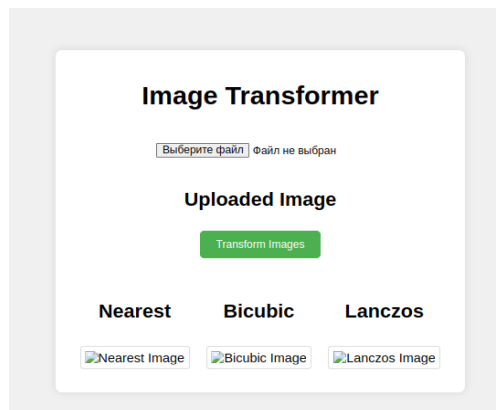 Image Transformer
Выберите файл Файл не выбран
Uploaded Image
Transform Images
Nearest Bicubic Lanczos
Nearest Image Bicubic Image Lanczos Image